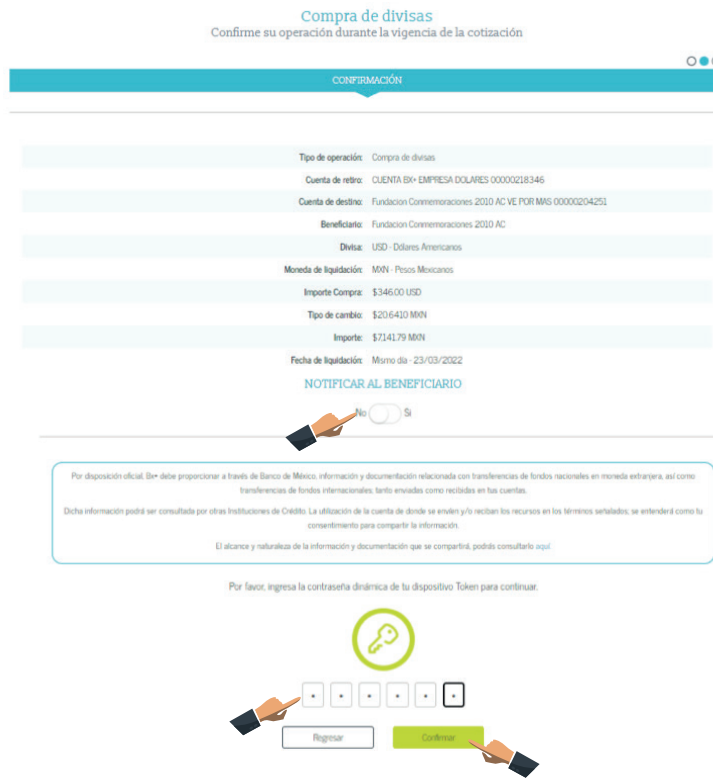 Compra de divisas
Confirme su operación durante la vigencia de la cotización
CONFIRMACIÓN
Tipo de operación: Compra de divisas
Cuenta de retiro: CUENTA BX+ EMPRESA DOLARES 00000218346
Cuenta de destino: Fundacion Conmemoraciones 2010 AC VE POR MAS 00000204251
Beneficiario: Fundacion Conmemoraciones 2010 AC
Divisa: USD - Dólares Americanos
Moneda de liquidación: MXN - Pesos Mexicanos
Importe Compra: $346.00 USD
Tipo de cambio: $20.6410 MXN
Importe: $7,141.79 MXN
Fecha de liquidación: Mismo día - 23/03/2022
NOTIFICAR AL BENEFICIARIO
No Si
Por disposición oficial, Bx+ debe proporcionar a través de Banco de México, información y documentación relacionada con transferencias de fondos nacionales en moneda extranjera, así como
transferencias de fondos internacionales, tanto enviadas como recibidas en tus cuentas.
Dicha información podrá ser consultada por otras Instituciones de Crédito. La utilización de la cuenta de donde se envíen y/o reciban los recursos en los términos señalados, se entenderá como tu
consentimiento para compartir la información.
El alcance y naturaleza de la información y documentación que se compartirá, podrás consultarlo aquí.
Por favor, ingresa la contraseña dinámica de tu dispositivo Token para continuar.
Regresar Confirmar